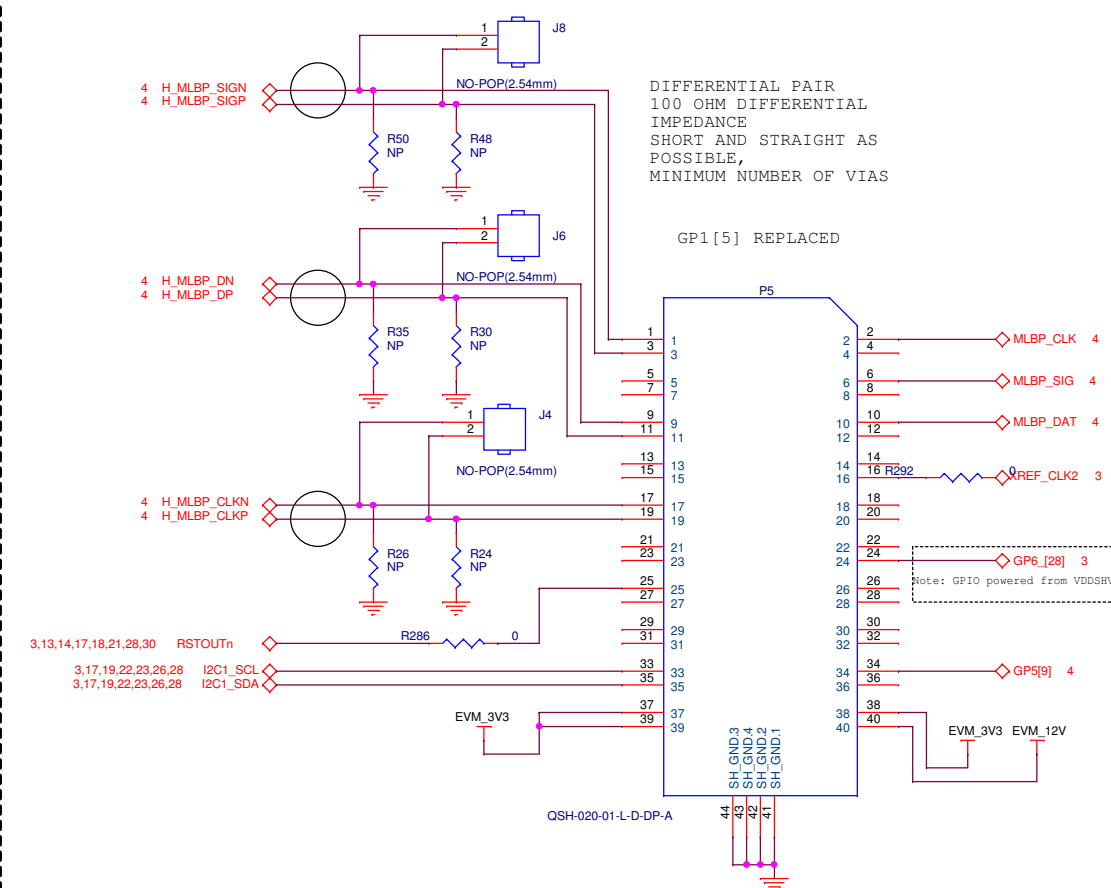 J8
1
2
NO-POP(2.54mm)
4 H_MLBP_SIGN
4 H_MLBP_SIGP
R50
NP
R48
NP
DIFFERENTIAL PAIR
100 OHM DIFFERENTIAL
IMPEDANCE
SHORT AND STRAIGHT AS
POSSIBLE,
MINIMUM NUMBER OF VIAS
GP1[5] REPLACED
J6
1
2
NO-POP(2.54mm)
4 H_MLBP_DN
4 H_MLBP_DP
R35
NP
R30
NP
J4
1
2
NO-POP(2.54mm)
4 H_MLBP_CLKN
4 H_MLBP_CLKP
R26
NP
R24
NP
3,13,14,17,18,21,28,30 RSTOUTn
R286 0
3,17,19,22,23,26,28 I2C1_SCL
3,17,19,22,23,26,28 I2C1_SDA
EVM_3V3
P5
1 1 2 2 MLBP_CLK 4
3 3 4 4
5 5 6 6 MLBP_SIG 4
7 7 8 8
9 9 10 10 MLBP_DAT 4
11 11 12 12
13 13 14 14
15 15 16 16 R292 0 XREF_CLK2 3
17 17 18 18
19 19 20 20
21 21 22 22
23 23 24 24 GP6_[28] 3
Note: GPIO powered from VDDSHV
25 25 26 26
27 27 28 28
29 29 30 30
31 31 32 32
33 33 34 34 GP5[9] 4
35 35 36 36
37 37 38 38
39 39 40 40
EVM_3V3 EVM_12V
SH_GND.3
SH_GND.4
SH_GND.2
SH_GND.1
44
43
42
41
QSH-020-01-L-D-DP-A